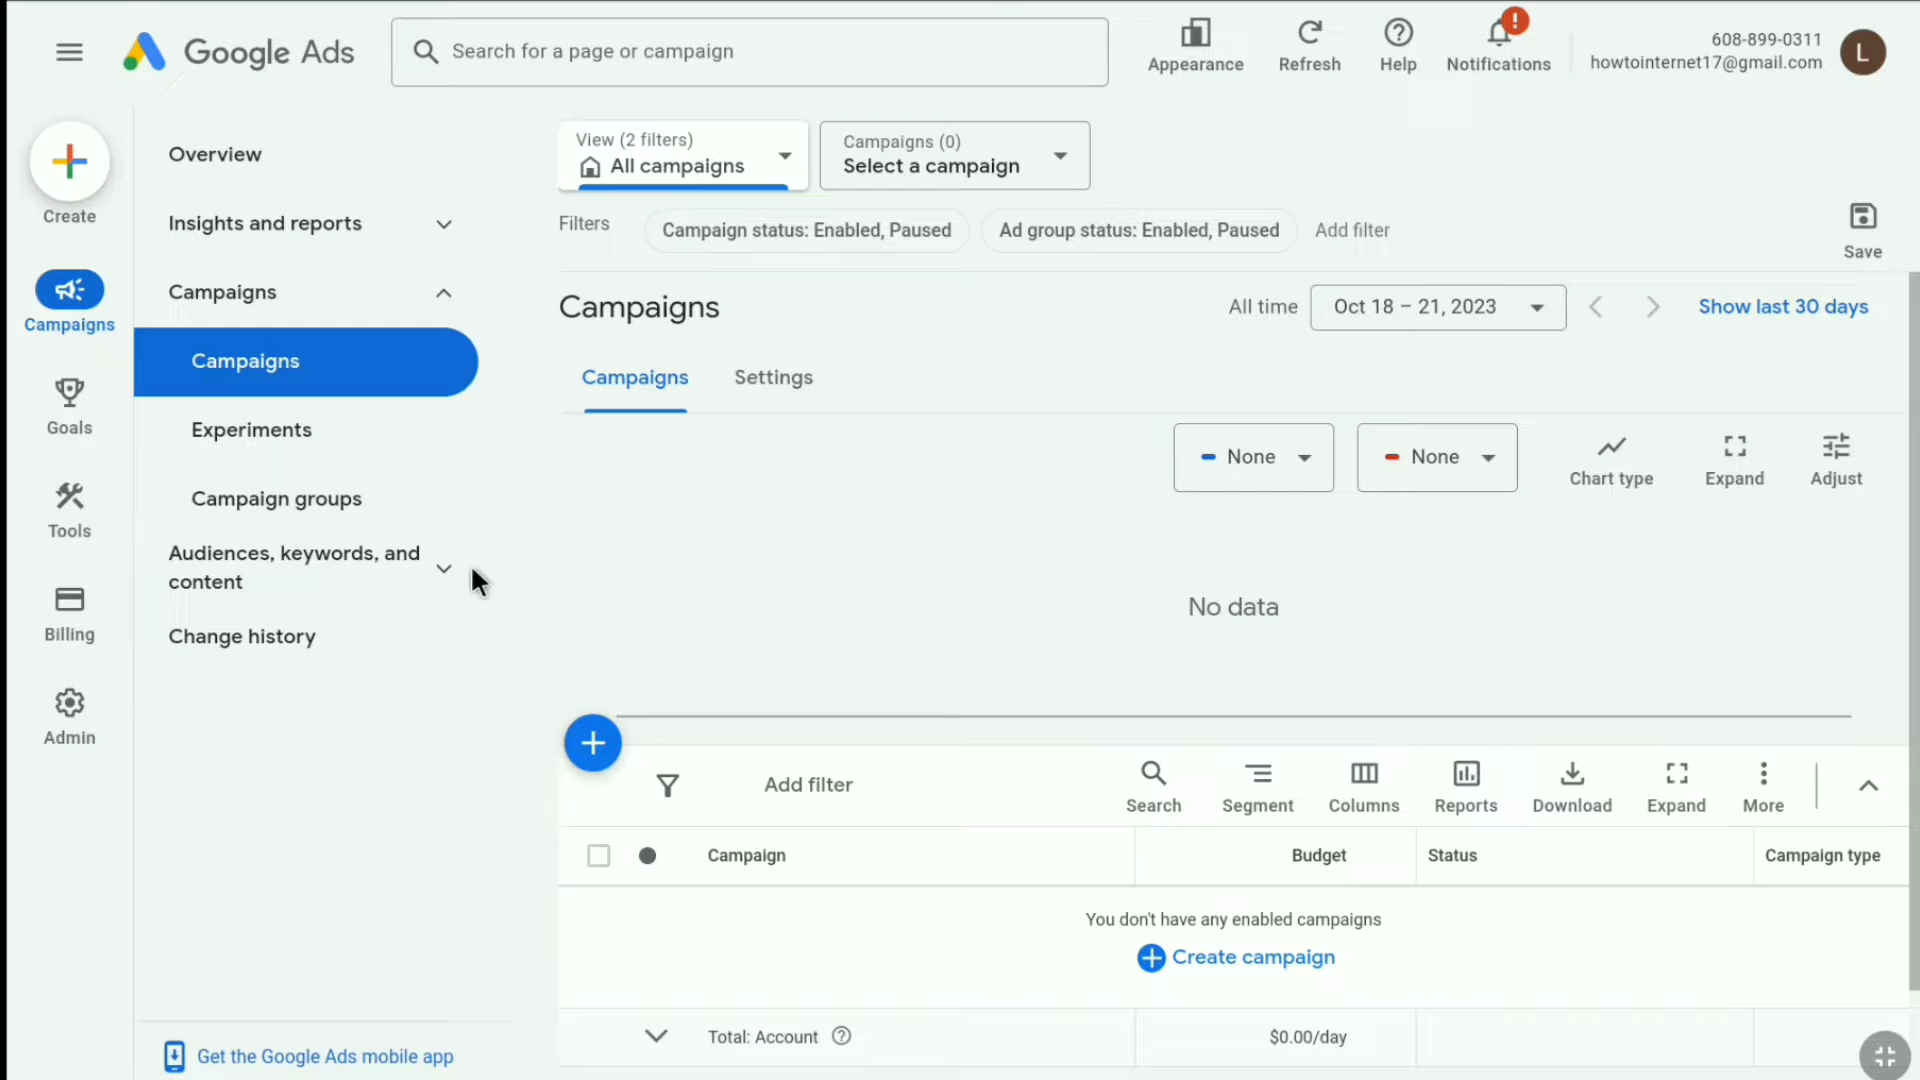 Google Ads
Search for a page or campaign
Appearance
Refresh
Help
!
Notifications
608-899-0311
howtointernet17@gmail.com
L
Create
Campaigns
Goals
Tools
Billing
Admin
Overview
Insights and reports
Campaigns
Campaigns
Experiments
Campaign groups
Audiences, keywords, and
content
Change history
Get the Google Ads mobile app
View (2 filters)
All campaigns
Campaigns (0)
Select a campaign
Filters
Campaign status: Enabled, Paused
Ad group status: Enabled, Paused
Add filter
Save
Campaigns
All time
Oct 18 – 21, 2023
Show last 30 days
Campaigns
Settings
None
None
Chart type
Expand
Adjust
No data
Add filter
Search
Segment
Columns
Reports
Download
Expand
More
Campaign
Budget
Status
Campaign type
You don't have any enabled campaigns
Create campaign
Total: Account
$0.00/day